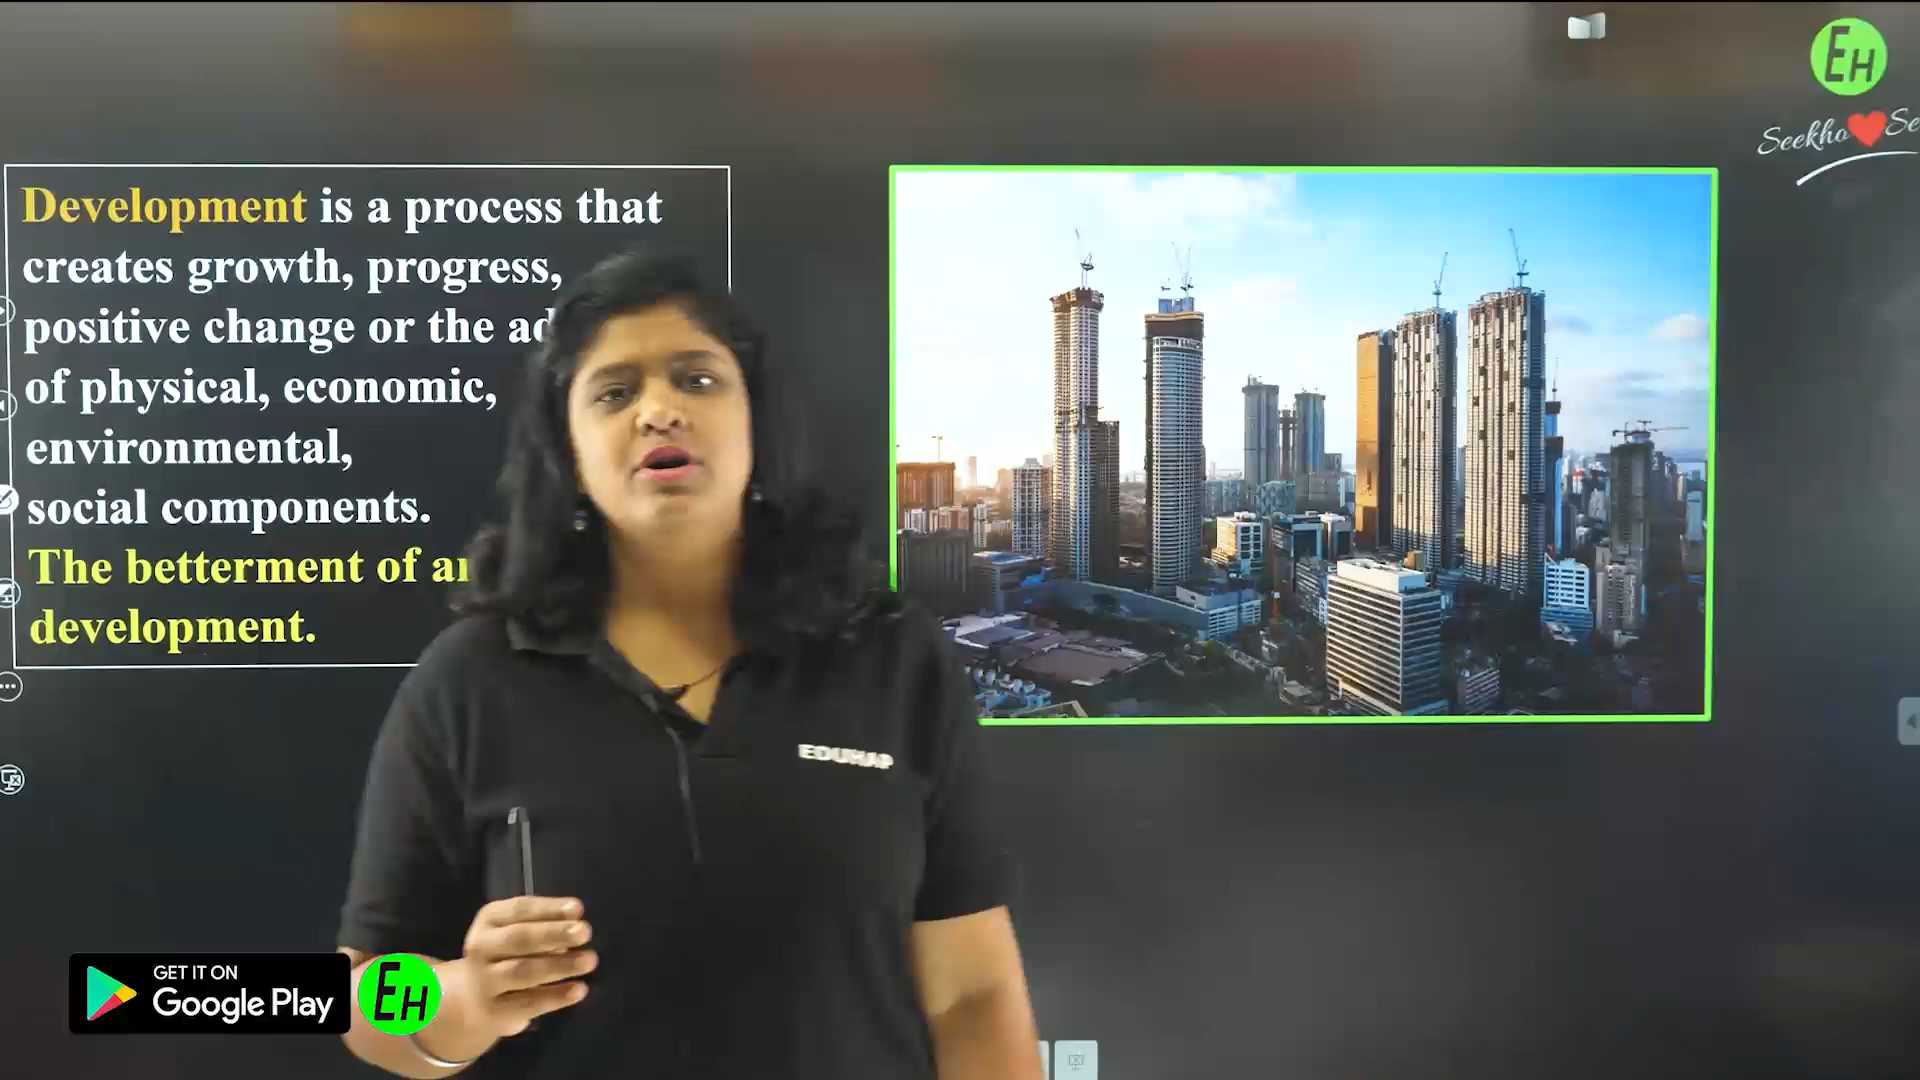 EH
Seekho Se
Development is a process that
creates growth, progress,
positive change or the
of physical, economic,
environmental,
social components.
The betterment of
development.
EDUHAP
GET IT ON
Google Play
EH